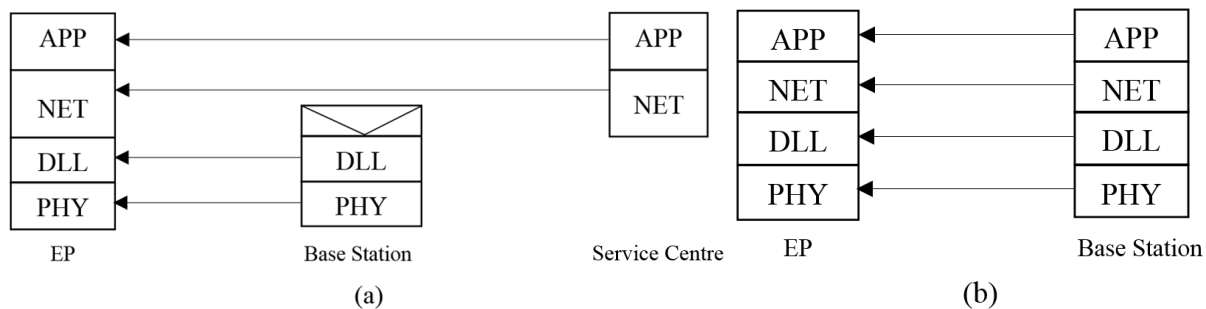 APP
NET
DLL
PHY
EP
DLL
PHY
Base Station
APP
NET
Service Centre
(a)
APP
NET
DLL
PHY
EP
APP
NET
DLL
PHY
Base Station
(b)